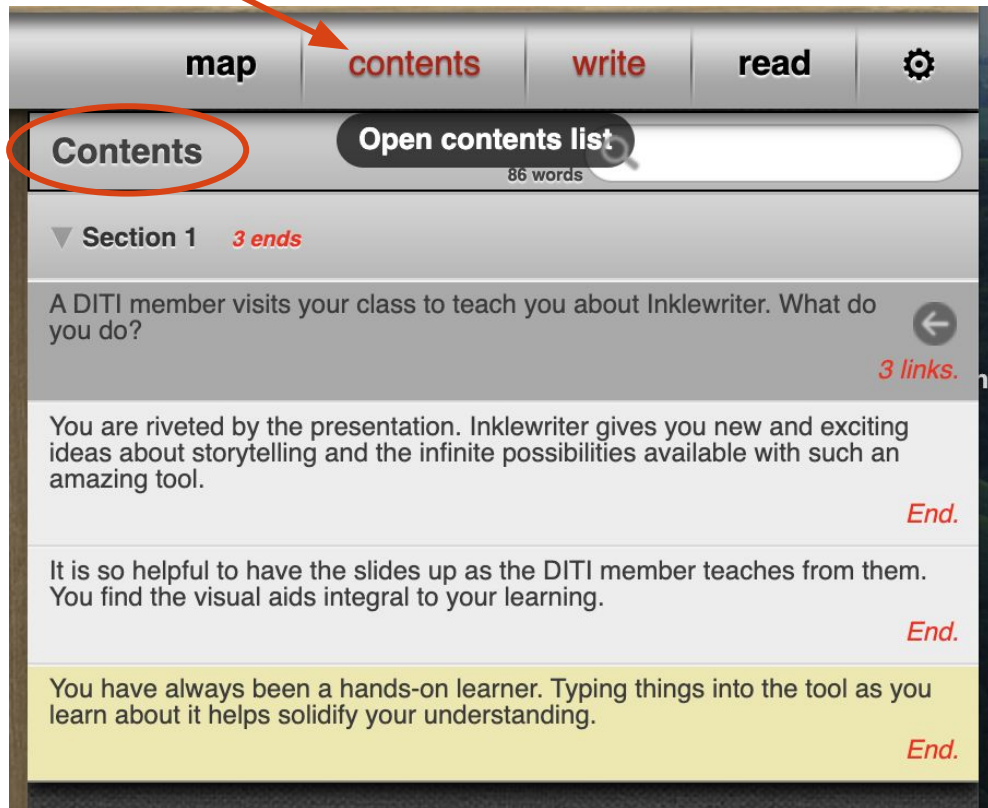 map contents write read
Contents
Open contents list
86 words
Section 1 3 ends
A DITI member visits your class to teach you about Inklewriter. What do
you do?
3 links.
You are riveted by the presentation. Inklewriter gives you new and exciting
ideas about storytelling and the infinite possibilities available with such an
amazing tool.
End.
It is so helpful to have the slides up as the DITI member teaches from them.
You find the visual aids integral to your learning.
End.
You have always been a hands-on learner. Typing things into the tool as you
learn about it helps solidify your understanding.
End.